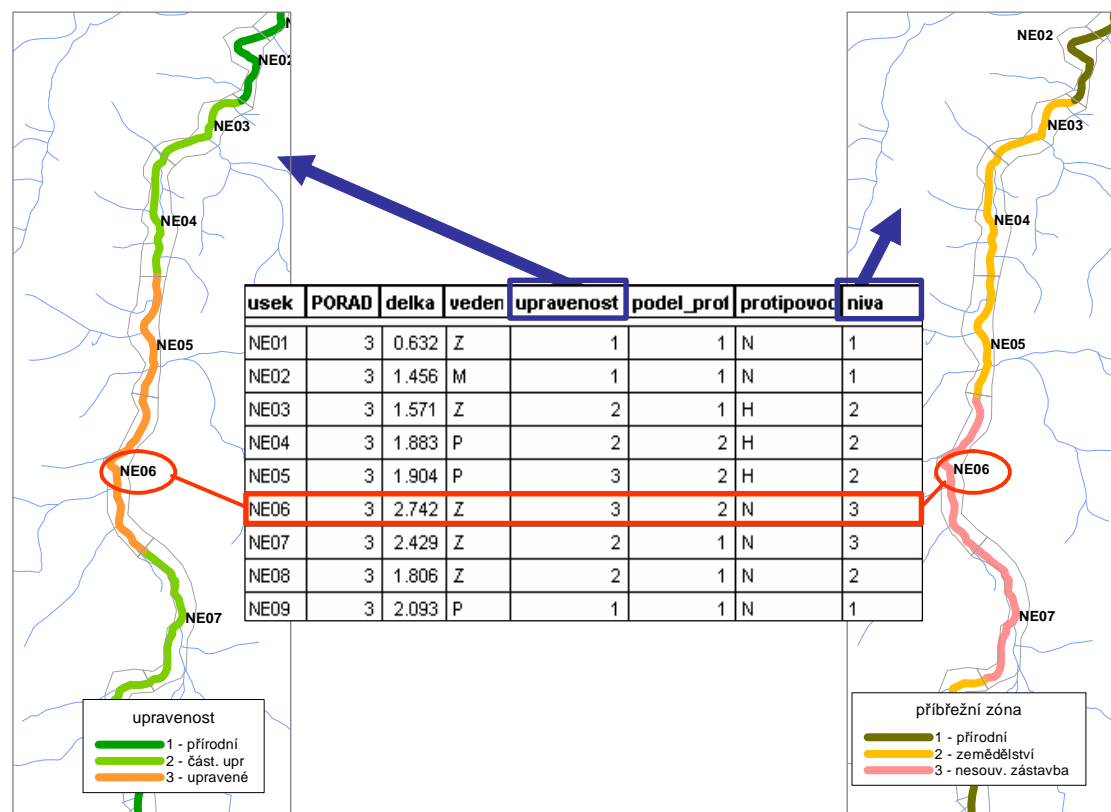 NE02
NE03
NE04
NE05
NE06
NE07
upravenost
1 - přírodní
2 - část. upr
3 - upravené
usek PORAD delka veden upravenost podel_prof protipovod niva
NE01 3 0.632 Z 1 1 N 1
NE02 3 1.456 M 1 1 N 1
NE03 3 1.571 Z 2 1 H 2
NE04 3 1.883 P 2 2 H 2
NE05 3 1.904 P 3 2 H 2
NE06 3 2.742 Z 3 2 N 3
NE07 3 2.429 Z 2 1 N 3
NE08 3 1.806 Z 2 1 N 2
NE09 3 2.093 P 1 1 N 1
NE02
NE03
NE04
NE05
NE06
NE07
příbřežní zóna
1 - přírodní
2 - zemědělství
3 - nesouv. zástavba